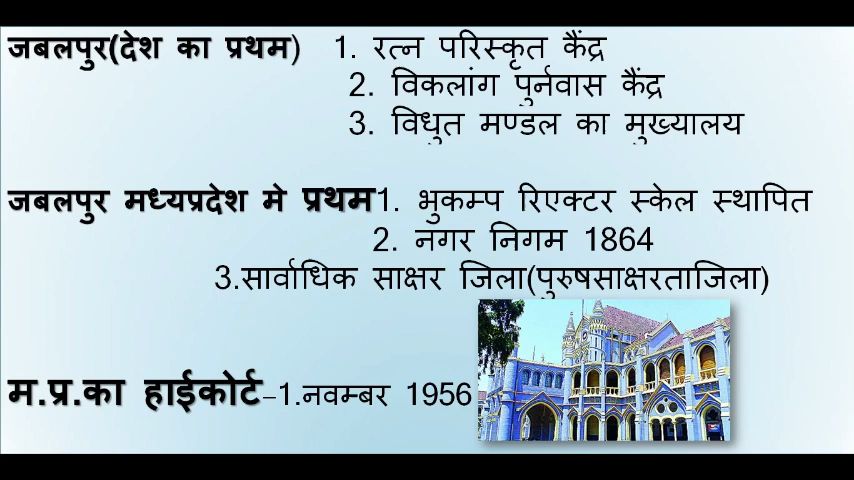 जबलपुर(देश का प्रथम) 1. रत्न परिस्कृत कैंद्र
2. विकलांग पुर्नवास कैंद्र
3. विधुत मण्डल का मुख्यालय
जबलपुर मध्यप्रदेश मे प्रथम1. भुकम्प रिएक्टर स्केल स्थापित
2. नगर निगम 1864
3.सार्वाधिक साक्षर जिला(पुरुषसाक्षरताजिला)
म.प्र.का हाईकोर्ट-1.नवम्बर 1956